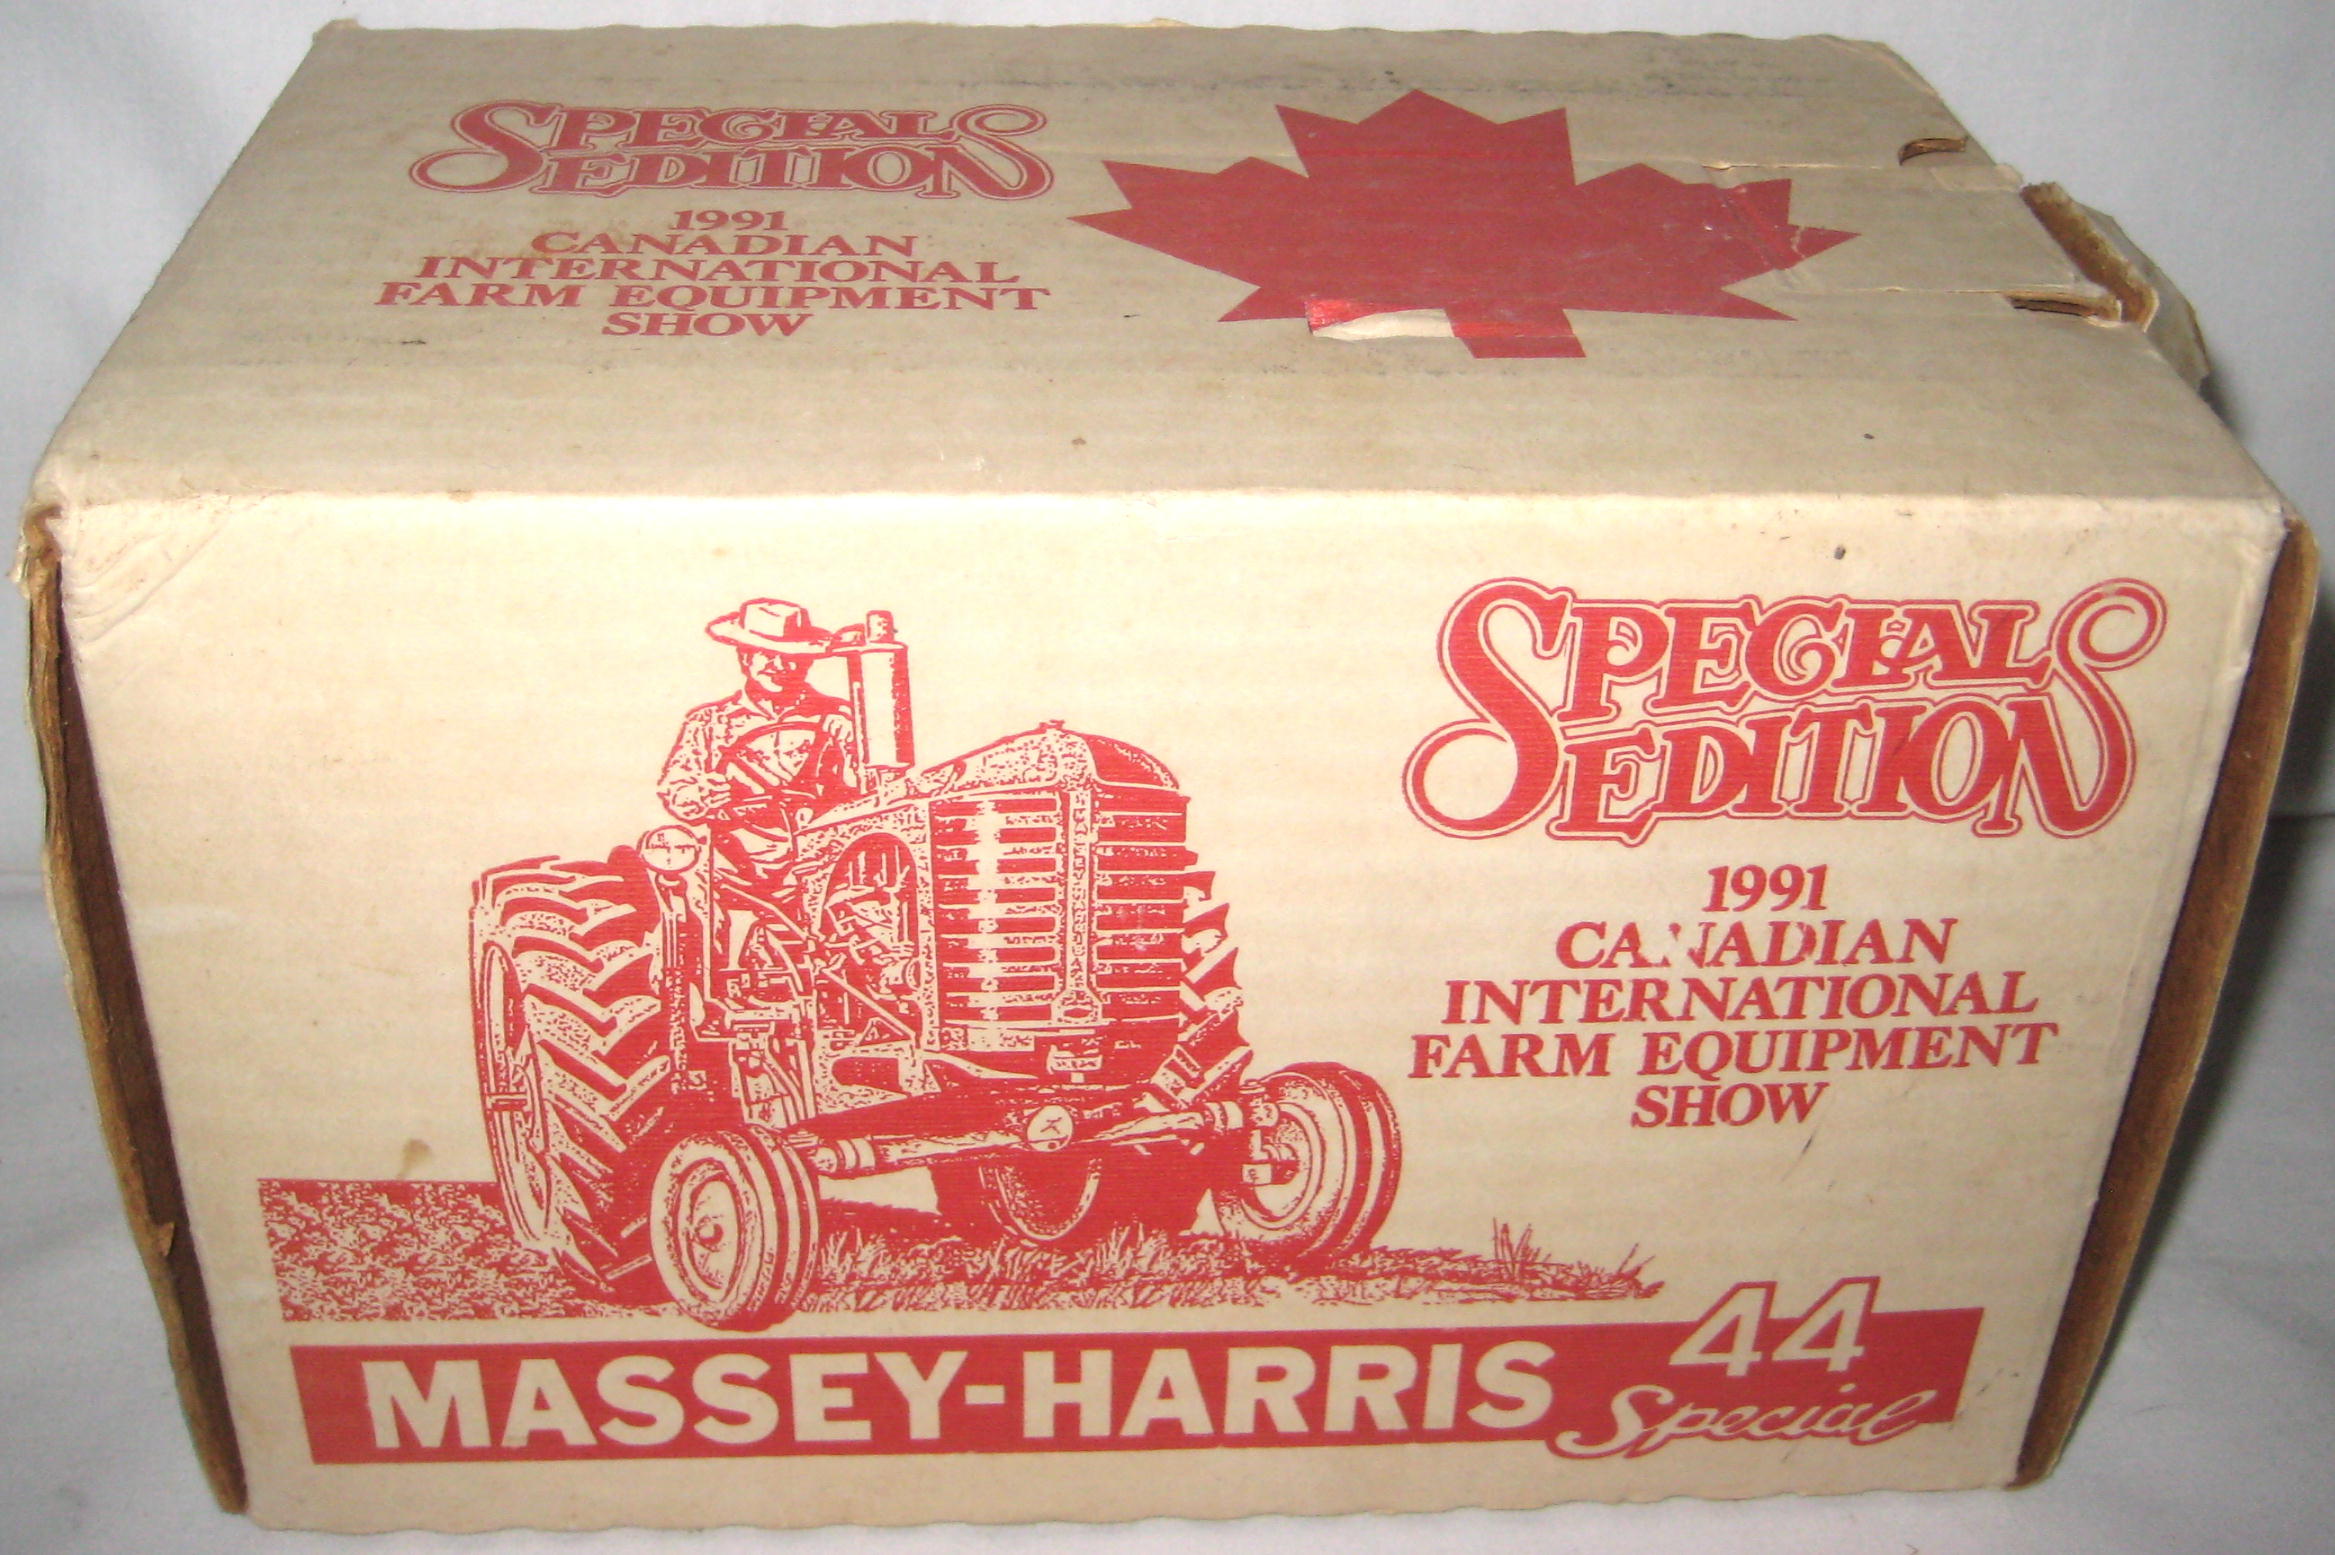 SPECIAL
EDITION
1991
CANADIAN
INTERNATIONAL
FARM EQUIPMENT
SHOW
SPECIAL
EDITION
1991
CANADIAN
INTERNATIONAL
FARM EQUIPMENT
SHOW
MASSEY-HARRIS 44
Special